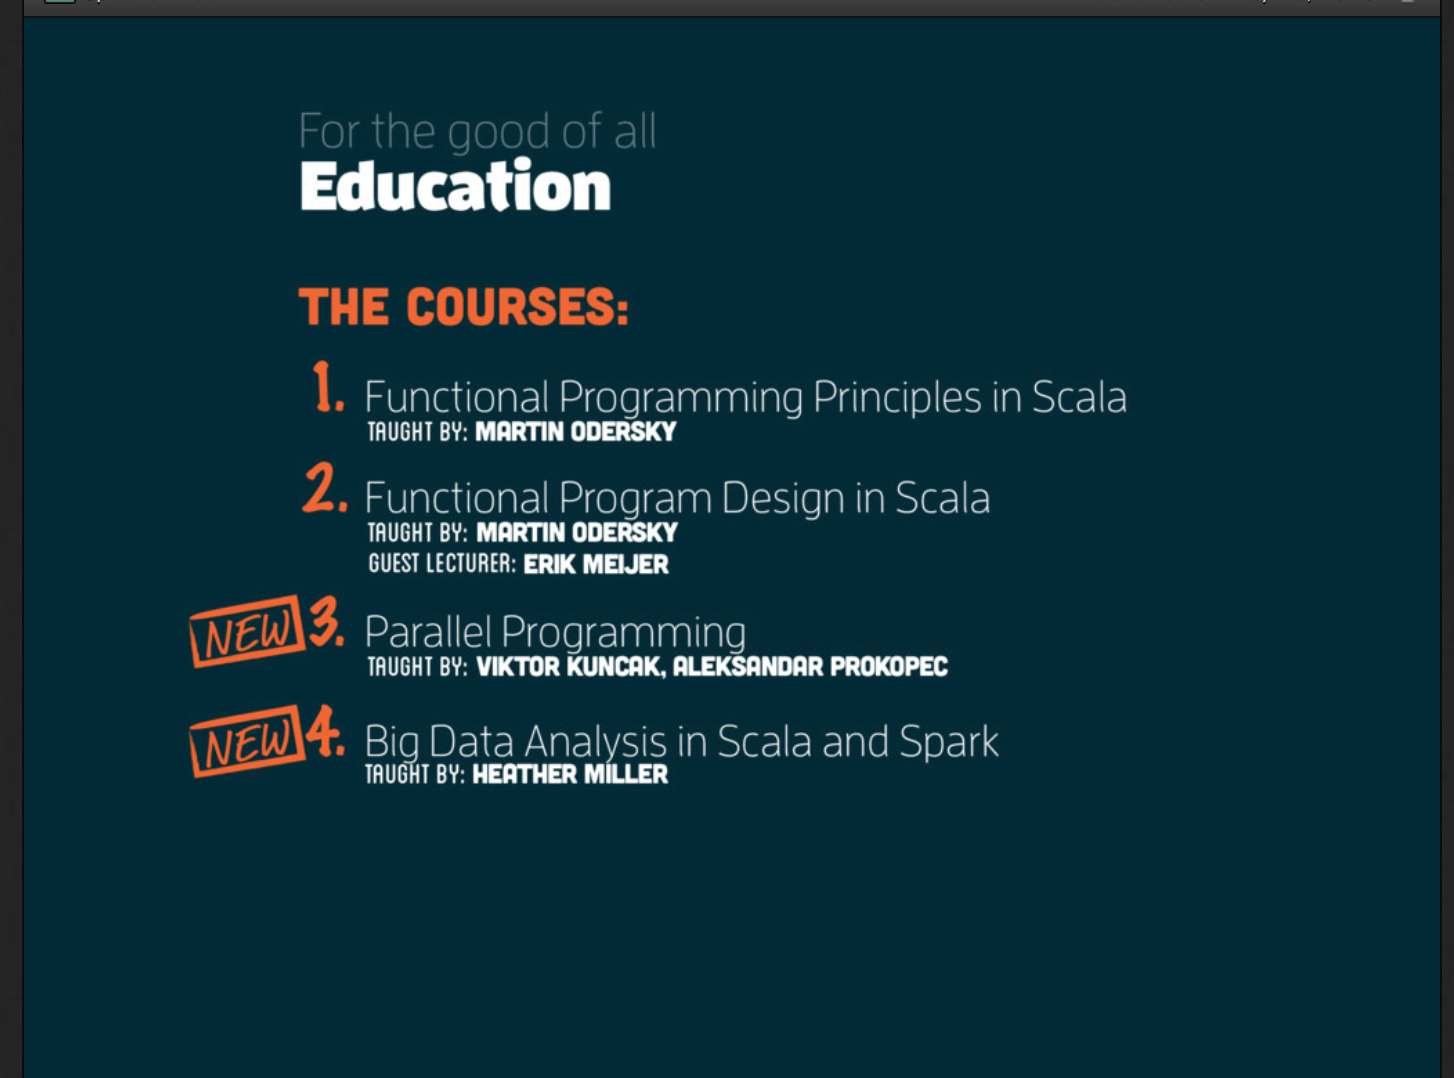 For the good of all
Education
THE COURSES:
1. Functional Programming Principles in Scala
TAUGHT BY: MARTIN ODERSKY
2. Functional Program Design in Scala
TAUGHT BY: MARTIN ODERSKY
GUEST LECTURER: ERIK MEIJER
NEW 3. Parallel Programming
TAUGHT BY: VIKTOR KUNCAK, ALEKSANDAR PROKOPEC
NEW 4. Big Data Analysis in Scala and Spark
TAUGHT BY: HEATHER MILLER